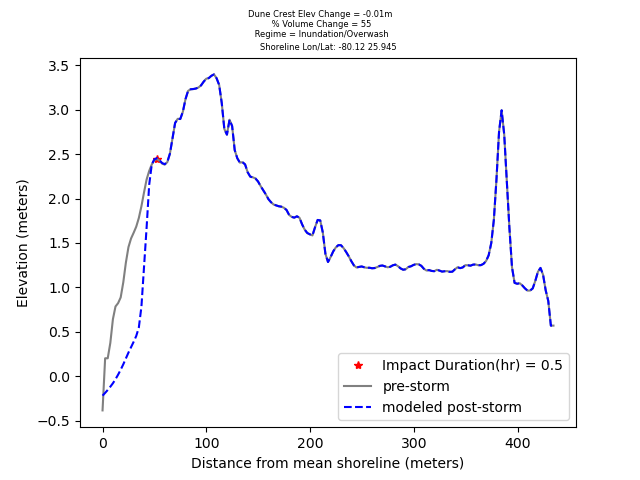 Dune Crest Elev Change = -0.01m
% Volume Change = 55
Regime = Inundation/Overwash
Shoreline Lon/Lat: -80.12 25.945
3.5
3.0
2.5
2.0
1.5
1.0
0.5
0.0
−0.5
Elevation (meters)
Impact Duration(hr) = 0.5
pre-storm
modeled post-storm
0
100
200
300
400
Distance from mean shoreline (meters)